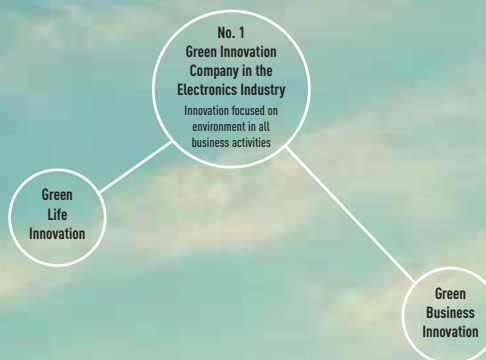 No. 1
Green Innovation
Company in the
Electronics Industry
Innovation focused on
environment in all
business activities
Green
Life
Innovation
Green
Business
Innovation